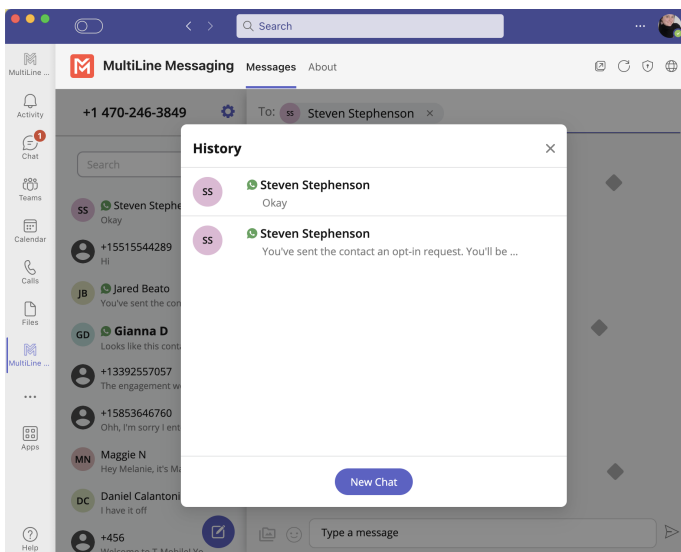 Search
MultiLine ...
Activity
1
Chat
Teams
Calendar
Calls
Files
MultiLine ...
Apps
Help
MultiLine Messaging Messages About
+1 470-246-3849
To: SS Steven Stephenson ×
Search
SS Steven Stephe
Okay
+15515544289
Hi
JB Jared Beato
You've sent the con
GD Gianna D
Looks like this cont
+13392557057
The engagement w
+15853646760
Ohh, I'm sorry I ent
MN Maggie N
Hey Melanie, it's Ma
DC Daniel Calantoni
I have it off
+456
Welcome to T-Mobile! Yo
History ×
SS Steven Stephenson
Okay
SS Steven Stephenson
You've sent the contact an opt-in request. You'll be ...
New Chat
Type a message